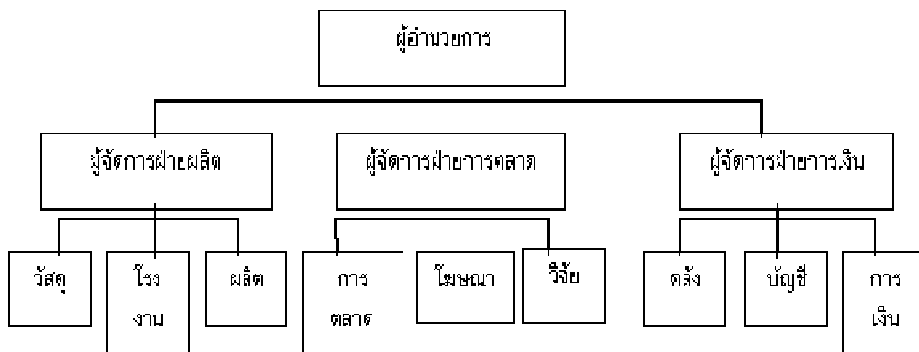 ผู้อำนวยการ
ผู้จัดการฝ่ายผลิต
ผู้จัดการฝ่ายการตลาด
ผู้จัดการฝ่ายการเงิน
วัสดุ
โรง
งาน
ผลิต
การ
ตลาด
โฆษณา
วิจัย
คลัง
บัญชี
การ
เงิน